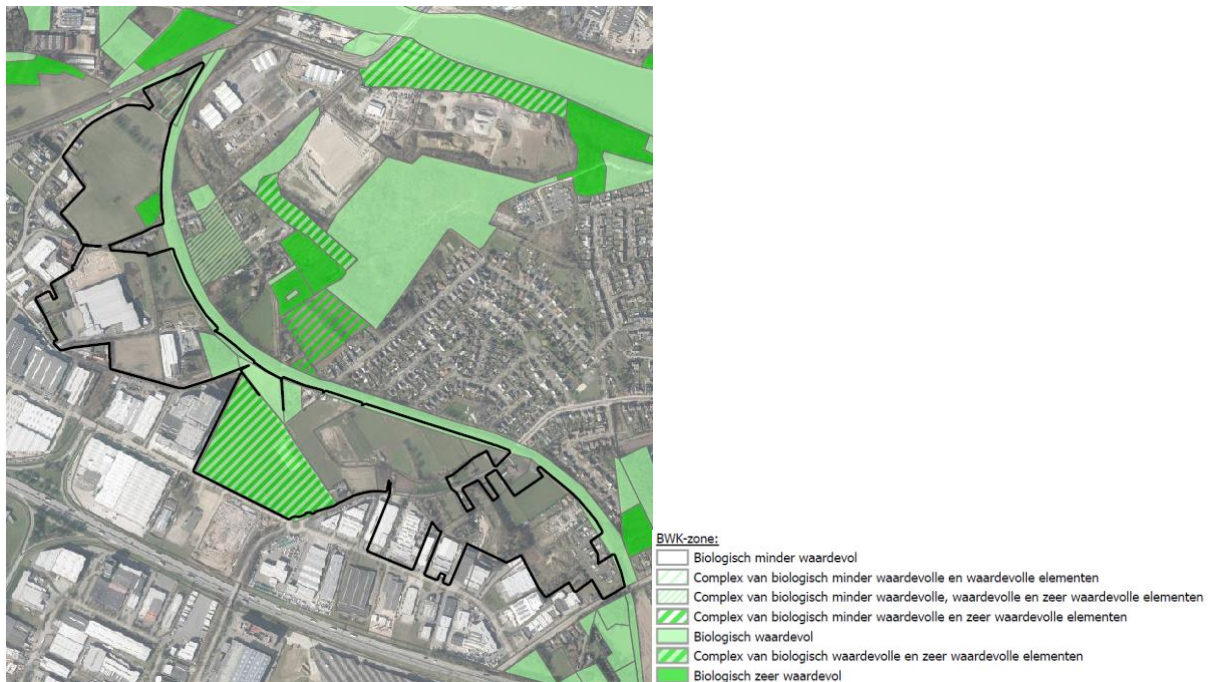 BWK-zone:
Biologisch minder waardevol
Complex van biologisch minder waardevolle en waardevolle elementen
Complex van biologisch minder waardevolle, waardevolle en zeer waardevolle elementen
Complex van biologisch minder waardevolle en zeer waardevolle elementen
Biologisch waardevol
Complex van biologisch waardevolle en zeer waardevolle elementen
Biologisch zeer waardevol